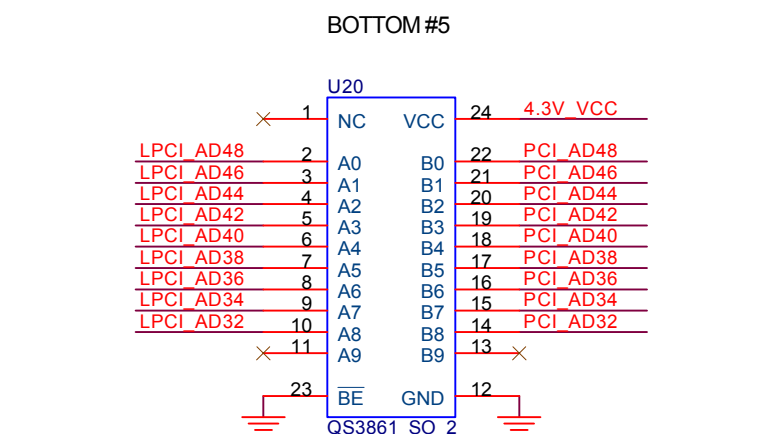 BOTTOM #5
U20
1 NC VCC 24 4.3V_VCC
LPCI_AD48 2 A0 B0 22 PCI_AD48
LPCI_AD46 3 A1 B1 21 PCI_AD46
LPCI_AD44 4 A2 B2 20 PCI_AD44
LPCI_AD42 5 A3 B3 19 PCI_AD42
LPCI_AD40 6 A4 B4 18 PCI_AD40
LPCI_AD38 7 A5 B5 17 PCI_AD38
LPCI_AD36 8 A6 B6 16 PCI_AD36
LPCI_AD34 9 A7 B7 15 PCI_AD34
LPCI_AD32 10 A8 B8 14 PCI_AD32
11 A9 B9 13
23 BE GND 12
QS3861_SO_2